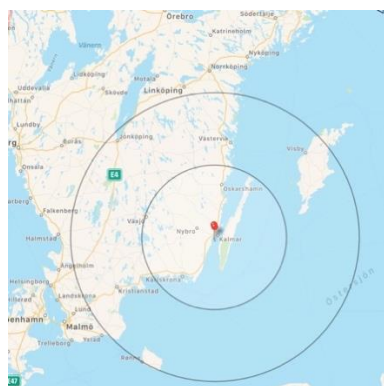 Örebro
Södertälje
Katrineholm
Nyköping
Norrköping
Vänern
Lidköping
Motala
Uddevalla
Skövde
Linköping
Lundby
Borås
Jönköping
Västervik
Visby
Onsala
E4
Oskarshamn
Falkenberg
Växjö
Nybro
Kalmar
Halmstad
Ängelholm
Karlskrona
Östersjön
Helsingborg
Kristianstad
Landskrona
Lund
Malmö
Ystad
Trelleborg
E47